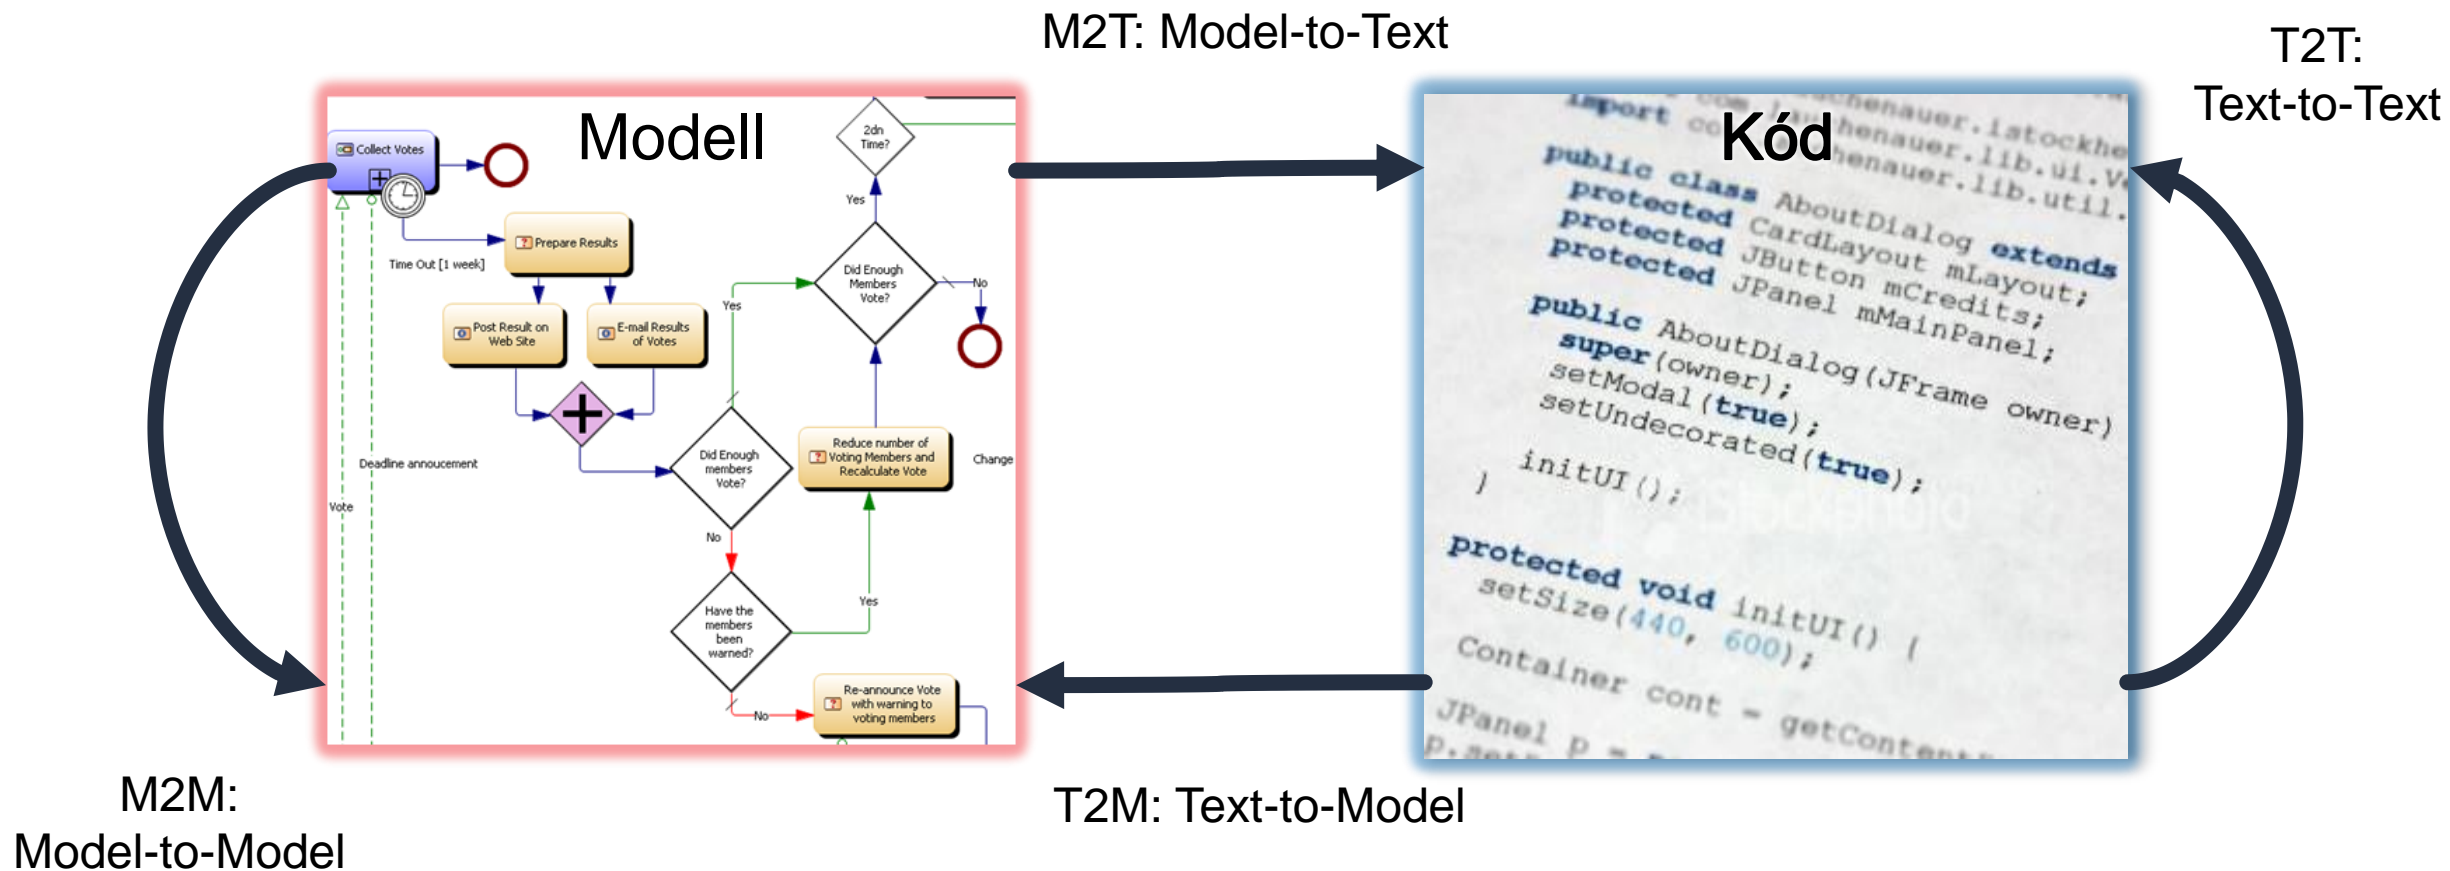 M2T: Model-to-Text
T2T:
Text-to-Text
Modell
Collect Votes
Time Out [1 week]
Prepare Results
Post Result on
Web Site
E-mail Results
of Votes
Deadline annoucement
Vote
2dn
Time?
Yes
Did Enough
Members
Vote?
No
Yes
Did Enough
members
Vote?
Reduce number of
Voting Members and
Recalculate Vote
Change
No
Have the
members
been
warned?
Yes
No
Re-announce Vote
with warning to
voting members
Kód
import
public class AboutDialog extends
protected CardLayout mLayout;
protected JButton mCredits;
protected JPanel mMainPanel;
public AboutDialog(JFrame owner)
super(owner);
setModal(true);
setUndecorated(true);
initUI();
}
protected void initUI() {
setSize(440, 600);
Container cont = getContent
JPanel p =
M2M:
Model-to-Model
T2M: Text-to-Model